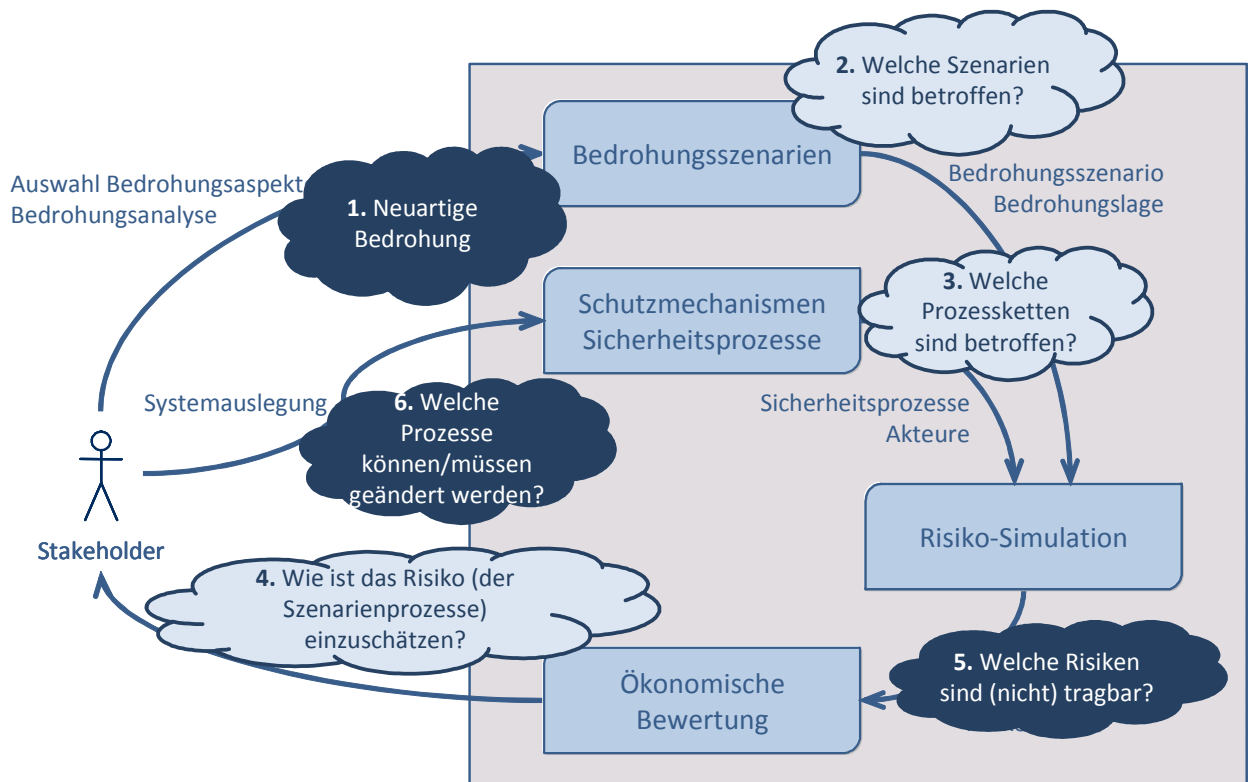 2. Welche Szenarien
sind betroffen?
Bedrohungsszenarien
Auswahl Bedrohungsaspekt
Bedrohungsanalyse
1. Neuartige
Bedrohung
Bedrohungsszenario
Bedrohungslage
3. Welche
Prozessketten
sind betroffen?
Schutzmechanismen
Sicherheitsprozesse
Systemauslegung
6. Welche
Prozesse
können/müssen
geändert werden?
Sicherheitsprozesse
Akteure
Stakeholder
Risiko-Simulation
4. Wie ist das Risiko (der
Szenarienprozesse)
einzuschätzen?
5. Welche Risiken
sind (nicht) tragbar?
Ökonomische
Bewertung